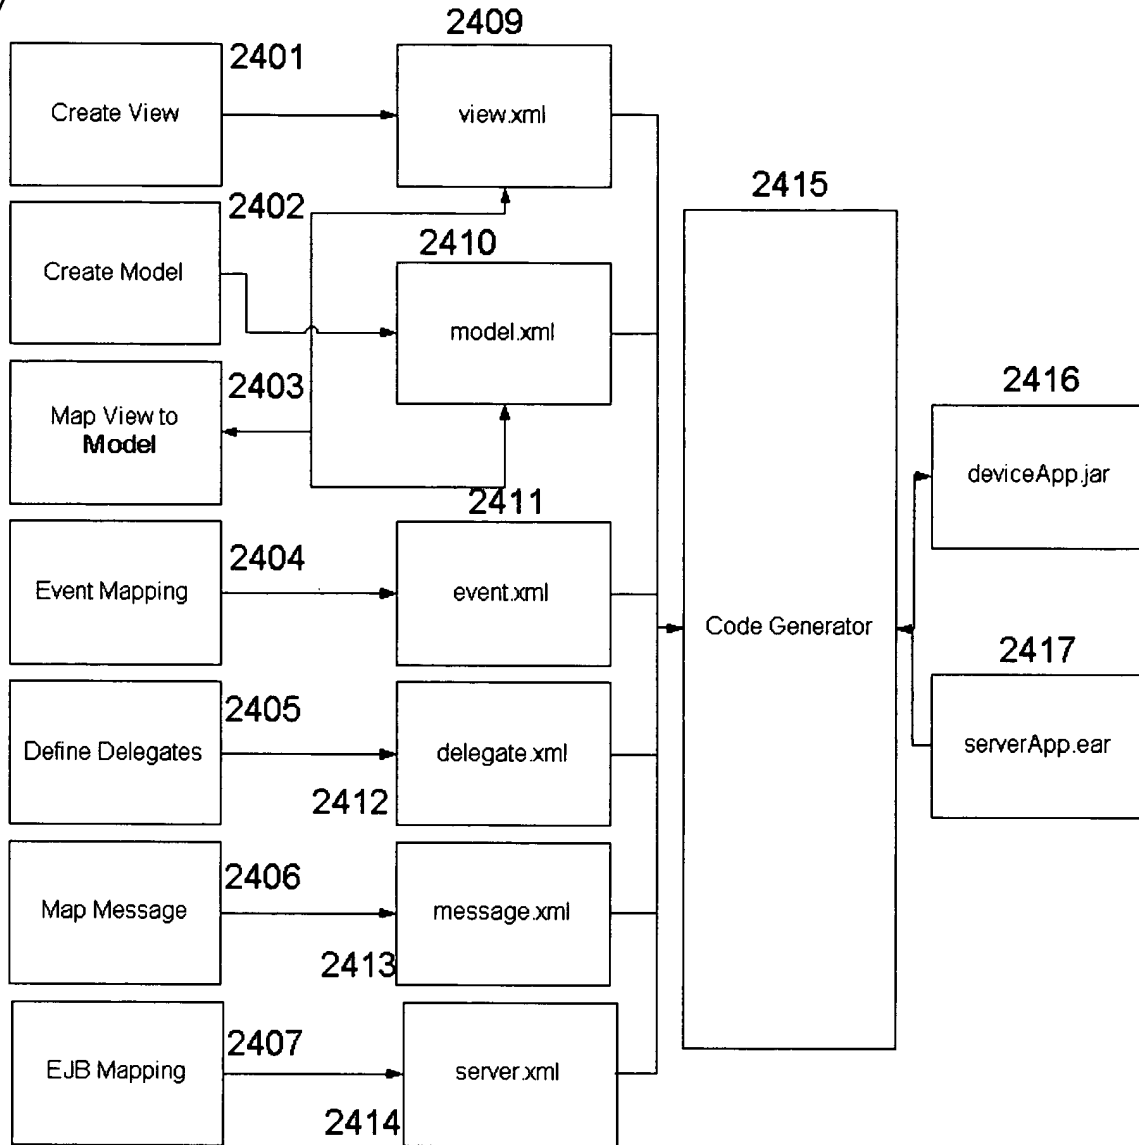 2409
2401
Create View
view.xml
2415
2402
2410
Create Model
model.xml
2403
2416
Map View to
Model
deviceApp.jar
2411
2404
Event Mapping
event.xml
Code Generator
2417
2405
Define Delegates
delegate.xml
serverApp.ear
2412
2406
Map Message
message.xml
2413
2407
EJB Mapping
server.xml
2414